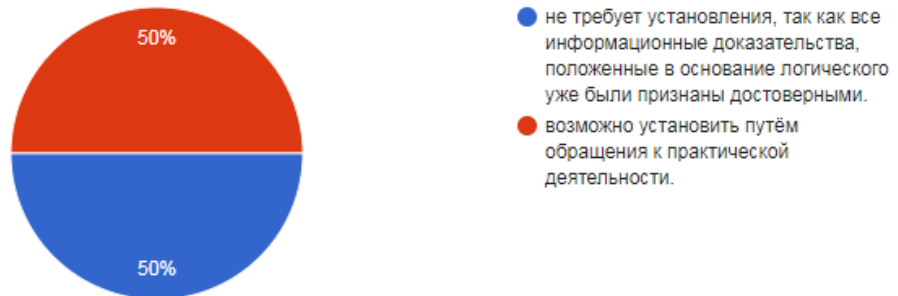 50%
50%
не требует установления, так как все
информационные доказательства,
положенные в основание логического
уже были признаны достоверными.
возможно установить путём
обращения к практической
деятельности.